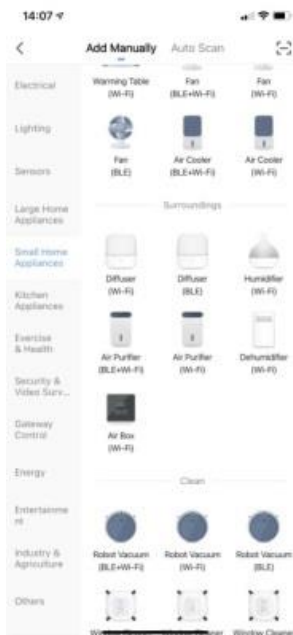 14:07
Add Manually
Auto Scan
Electrical
Lighting
Sensors
Large Home
Appliances
Small Home
Appliances
Kitchen
Appliances
Exercise
& Health
Security &
Video Surv...
Gateway
Control
Energy
Entertainme
nt
Industry &
Agriculture
Others
Warming Table
(Wi-Fi)
Fan
(BLE+Wi-Fi)
Fan
(Wi-Fi)
Fan
(BLE)
Air Cooler
(BLE+Wi-Fi)
Air Cooler
(Wi-Fi)
Surroundings
Diffuser
(Wi-Fi)
Diffuser
(BLE)
Humidifier
(Wi-Fi)
Air Purifier
(BLE+Wi-Fi)
Air Purifier
(Wi-Fi)
Dehumidifier
(Wi-Fi)
Air Box
(Wi-Fi)
Clean
Robot Vacuum
(BLE+Wi-Fi)
Robot Vacuum
(Wi-Fi)
Robot Vacuum
(BLE)
Window Cleaner